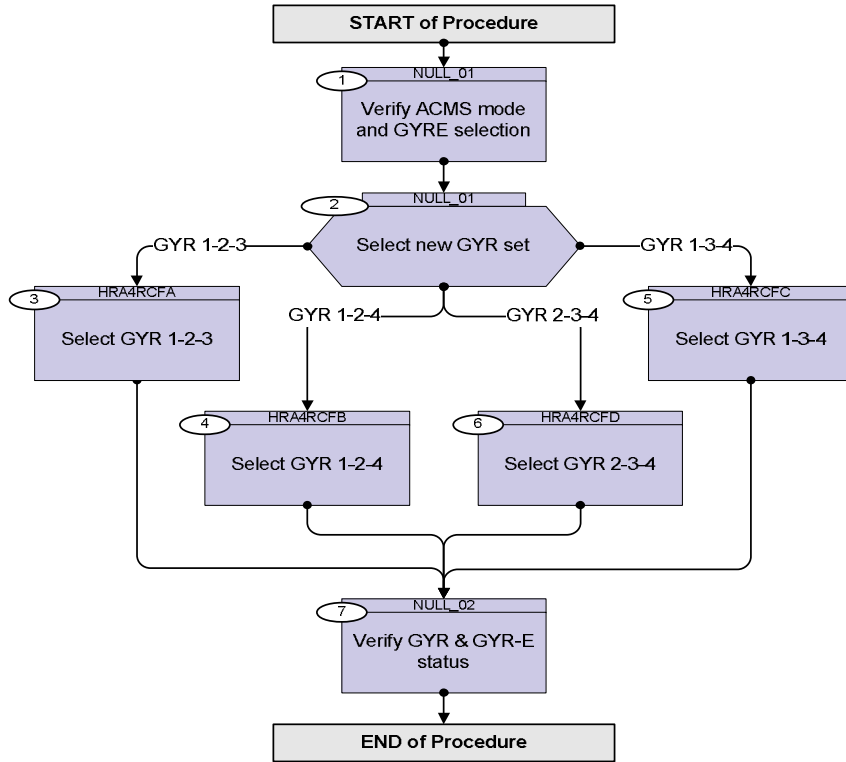 START of Procedure
NULL_01
1
Verify ACMS mode
and GYRE selection
NULL_01
2
Select new GYR set
GYR 1-2-3
GYR 1-3-4
HRA4RCFA
3
Select GYR 1-2-3
GYR 1-2-4
GYR 2-3-4
HRA4RCFC
5
Select GYR 1-3-4
HRA4RCFB
4
Select GYR 1-2-4
HRA4RCFD
6
Select GYR 2-3-4
NULL_02
7
Verify GYR & GYR-E
status
END of Procedure